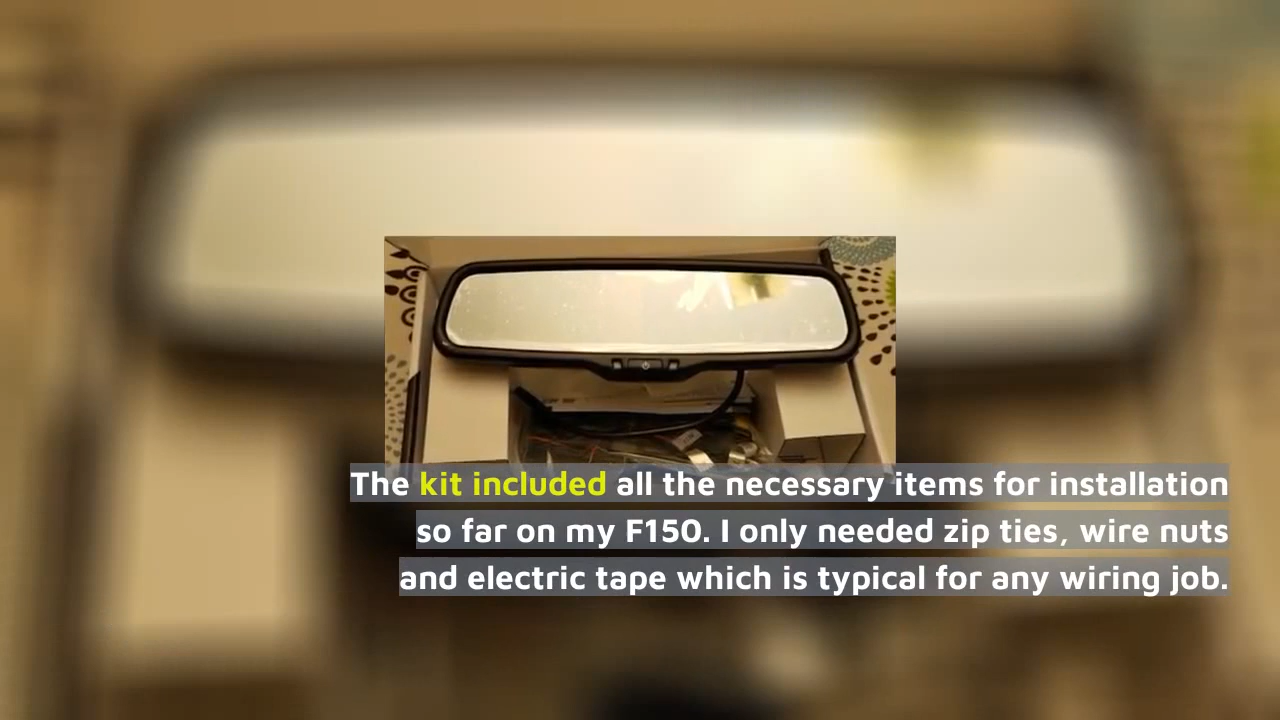 The kit included all the necessary items for installation
so far on my F150. I only needed zip ties, wire nuts
and electric tape which is typical for any wiring job.